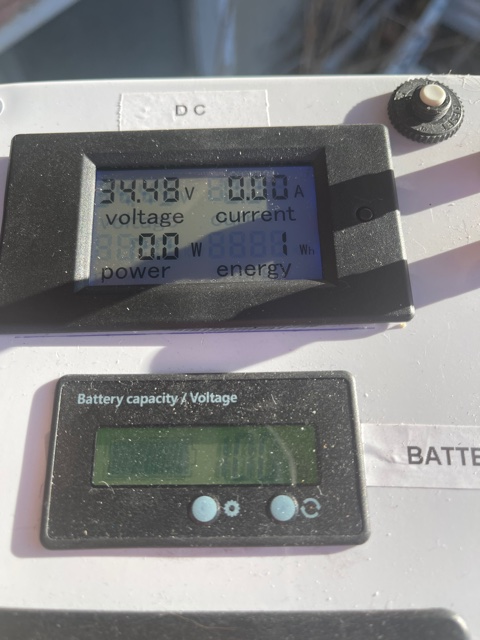 DC
34.48 V 0.00 A
voltage current
0.0 W 1 Wh
power energy
Battery capacity / Voltage
BATTE